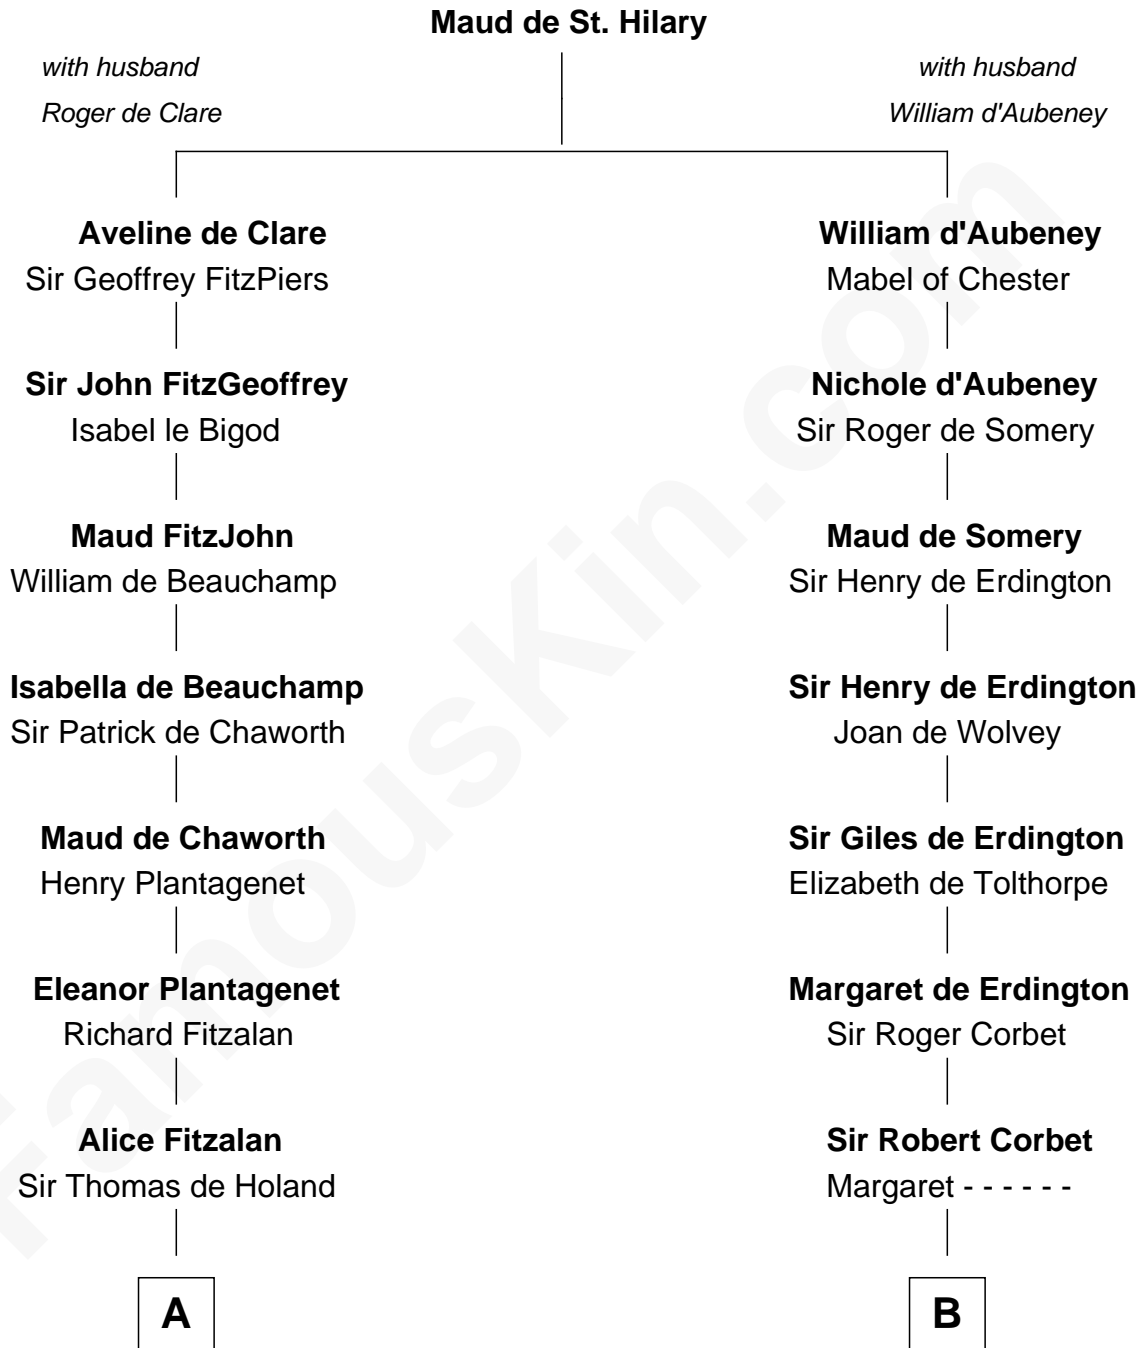 Maud de St. Hilary
with husband
Roger de Clare
with husband
William d'Aubeney
Aveline de Clare
Sir Geoffrey FitzPiers
Sir John FitzGeoffrey
Isabel le Bigod
Maud FitzJohn
William de Beauchamp
Isabella de Beauchamp
Sir Patrick de Chaworth
Maud de Chaworth
Henry Plantagenet
Eleanor Plantagenet
Richard Fitzalan
Alice Fitzalan
Sir Thomas de Holand
A
William d'Aubeney
Mabel of Chester
Nichole d'Aubeney
Sir Roger de Somery
Maud de Somery
Sir Henry de Erdington
Sir Henry de Erdington
Joan de Wolvey
Sir Giles de Erdington
Elizabeth de Tolthorpe
Margaret de Erdington
Sir Roger Corbet
Sir Robert Corbet
Margaret - - - - - -
B
FamousKin.com